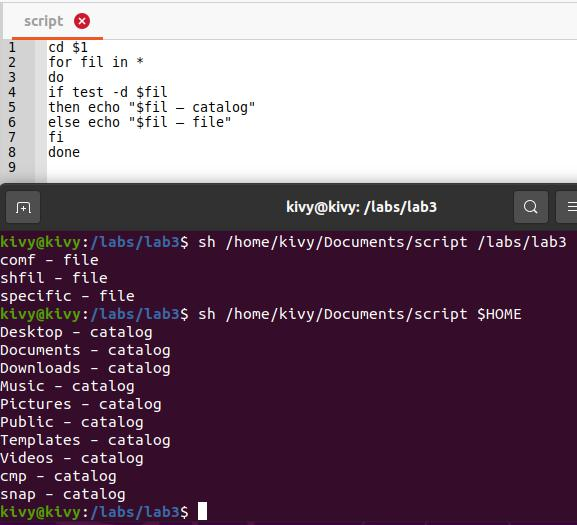 script
1 cd $1
2 for fil in *
3 do
4 if test -d $fil
5 then echo "$fil – catalog"
6 else echo "$fil – file"
7 fi
8 done
9
kivy@kivy: /labs/lab3
kivy@kivy:/labs/lab3$ sh /home/kivy/Documents/script /labs/lab3
comf – file
shfil – file
specific – file
kivy@kivy:/labs/lab3$ sh /home/kivy/Documents/script $HOME
Desktop – catalog
Documents – catalog
Downloads – catalog
Music – catalog
Pictures – catalog
Public – catalog
Templates – catalog
Videos – catalog
cmp – catalog
snap – catalog
kivy@kivy:/labs/lab3$